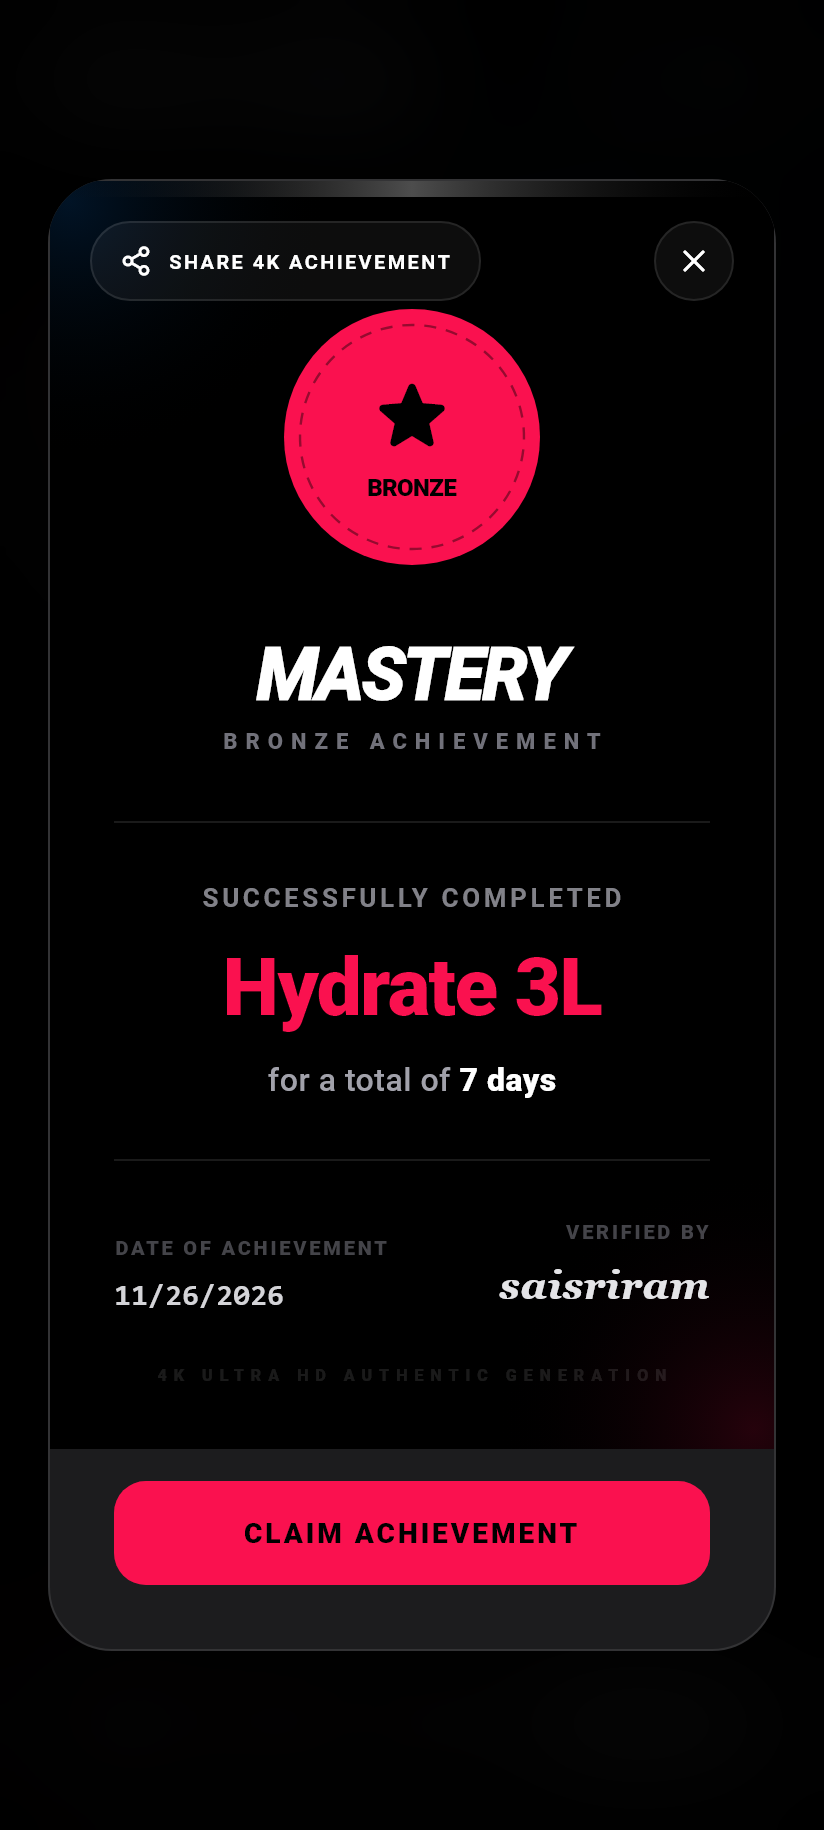 SHARE 4K ACHIEVEMENT
BRONZE
MASTERY
BRONZE ACHIEVEMENT
SUCCESSFULLY COMPLETED
Hydrate 3L
for a total of 7 days
DATE OF ACHIEVEMENT
11/26/2026
VERIFIED BY
saisriram
4K ULTRA HD AUTHENTIC GENERATION
CLAIM ACHIEVEMENT